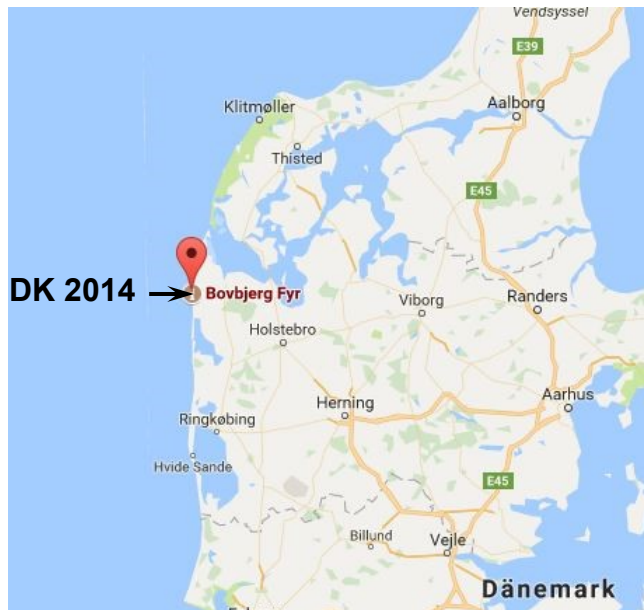 Vendsyssel
E39
Klitmøller
Aalborg
Thisted
E45
DK 2014
Bovbjerg Fyr
Viborg
Randers
Holstebro
Aarhus
Herning
Ringkøbing
Hvide Sande
E45
Billund
Vejle
Dänemark